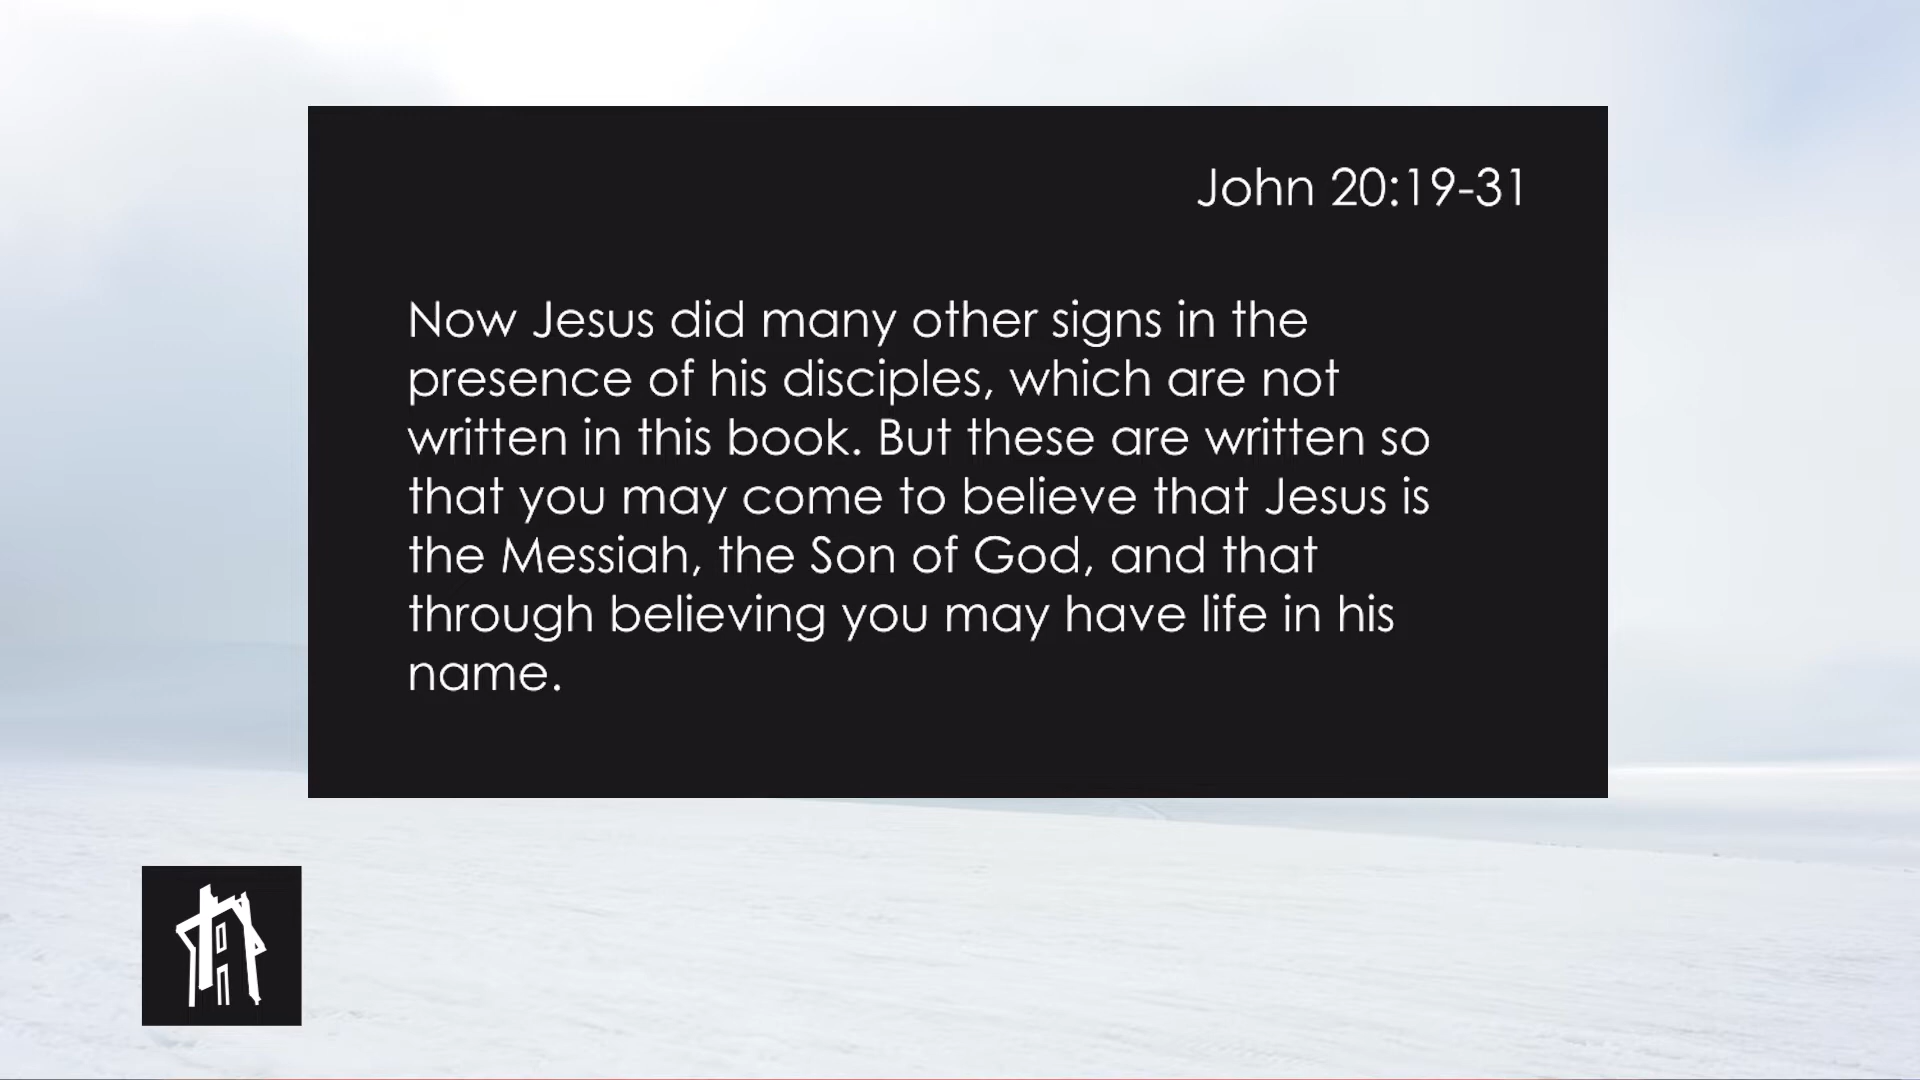 John 20:19-31
Now Jesus did many other signs in the
presence of his disciples, which are not
written in this book. But these are written so
that you may come to believe that Jesus is
the Messiah, the Son of God, and that
through believing you may have life in his
name.